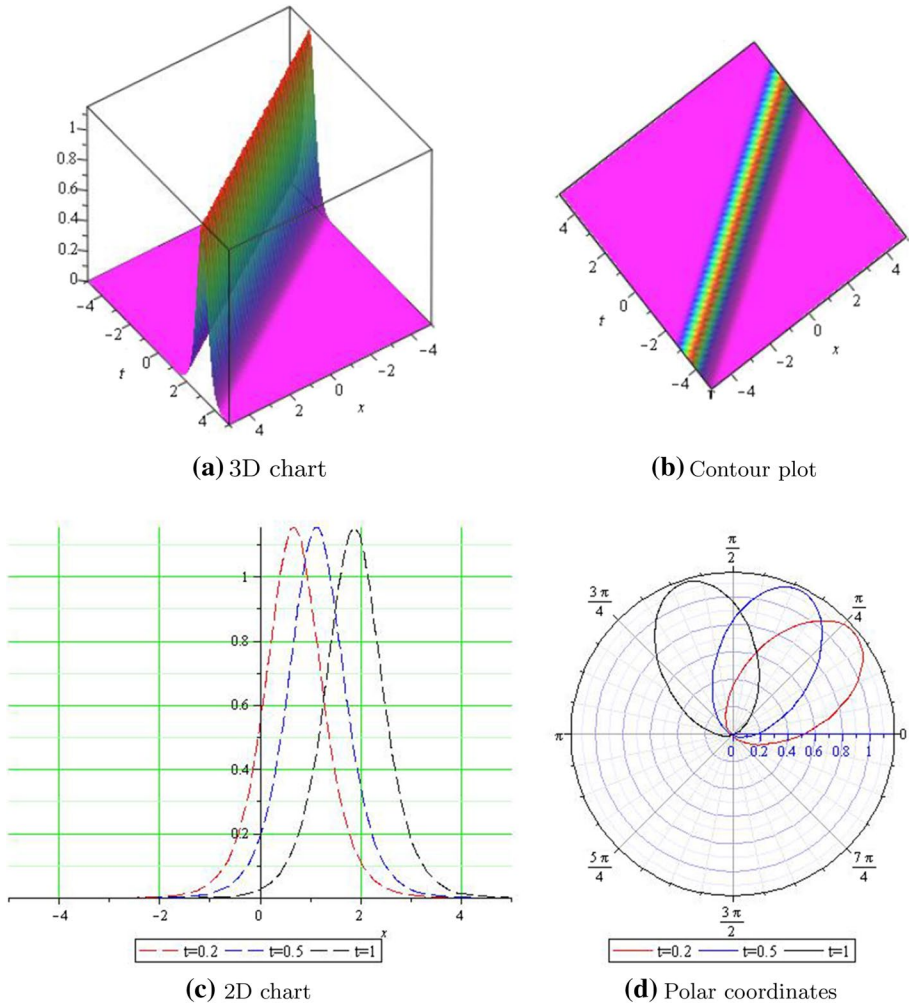 1
0.8
0.6
0.4
0.2
0
-4
-2
0
2
4
t
4
2
0
-2
-4
x
4
2
0
-2
-4
t
-4
-2
0
2
4
x
(a) 3D chart
(b) Contour plot
1
0.8
0.6
0.4
0.2
-4
-2
0
2
4
x
t=0.2 t=0.5 t=1
(c) 2D chart
π/2
3π/4
π/4
π
0
0 0.2 0.4 0.6 0.8 1
5π/4
7π/4
3π/2
t=0.2 t=0.5 t=1
(d) Polar coordinates